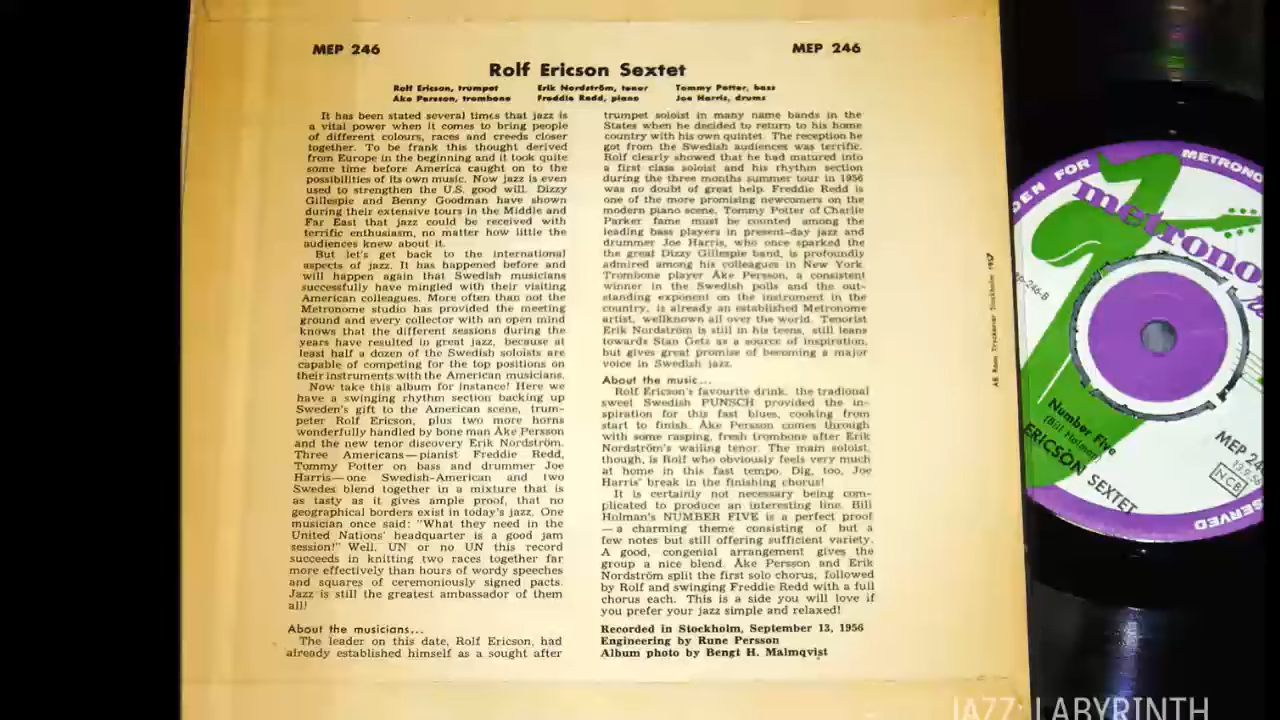 MEP 246
MEP 246
Rolf Ericson Sextet
Rolf Ericson, trumpet
Erik Nordström, tenor
Tommy Potter, bass
Åke Persson, trombone
Freddie Redd, piano
Joe Harris, drums
It has been stated several times that jazz is
a vital power when it comes to bring people
of different colours, races and creeds closer
together. To be frank this thought derived
from Europe in the beginning and it took quite
some time before America caught on to the
possibilities of its own music. Now jazz is even
used to strengthen the U.S. good will. Dizzy
Gillespie and Benny Goodman have shown
during their extensive tours in the Middle and
Far East that jazz could be received with
terrific enthusiasm, no matter how little the
audiences knew about it.
But let's get back to the international
aspects of jazz. It has happened before and
will happen again that Swedish musicians
successfully have mingled with their visiting
American colleagues. More often than not the
Metronome studio has provided the meeting
ground and every collector with an open mind
knows that the different sessions during the
years have resulted in great jazz, because at
least half a dozen of the Swedish soloists are
capable of competing for the top positions on
their instruments with the American musicians.
Now take this album for instance! Here we
have a swinging rhythm section backing up
Sweden's gift to the American scene, trum-
peter Rolf Ericson, plus two more horns
wonderfully handled by bone man Åke Persson
and the new tenor discovery Erik Nordström.
Three Americans—pianist Freddie Redd,
Tommy Potter on bass and drummer Joe
Harris—one Swedish-American and two
Swedes blend together in a mixture that is
as tasty as it gives ample proof, that no
geographical borders exist in today's jazz. One
musician once said: "What they need in the
United Nations' headquarter is a good jam
session!" Well, UN or no UN this record
succeeds in knitting two races together far
more effectively than hours of wordy speeches
and squares of ceremoniously signed pacts.
Jazz is still the greatest ambassador of them
all!
About the musicians...
The leader on this date, Rolf Ericson, had
already established himself as a sought after
trumpet soloist in many name bands in the
States when he decided to return to his home
country with his own quintet. The reception he
got from the Swedish audiences was terrific.
Rolf clearly showed that he had matured into
a first class soloist and his rhythm section
during the three months summer tour in 1956
was no doubt of great help. Freddie Redd is
one of the more promising newcomers on the
modern piano scene, Tommy Potter of Charlie
Parker fame must be counted among the
leading bass players in present-day jazz and
drummer Joe Harris, who once sparked the
the great Dizzy Gillespie band, is profoundly
admired among his colleagues in New York.
Trombone player Åke Persson, a consistent
winner in the Swedish polls and the out-
standing exponent on the instrument in the
country, is already an established Metronome
artist, wellknown all over the world. Tenorist
Erik Nordström is still in his teens, still leans
towards Stan Getz as a source of inspiration,
but gives great promise of becoming a major
voice in Swedish jazz.
About the music...
Rolf Ericson's favourite drink, the tradional
sweet Swedish PUNSCH provided the in-
spiration for this fast blues, cooking from
start to finish. Åke Persson comes through
with some rasping, fresh trombone after Erik
Nordström's wailing tenor. The main soloist,
though, is Rolf who obviously feels very much
at home in this fast tempo. Dig, too, Joe
Harris' break in the finishing chorus!
It is certainly not necessary being com-
plicated to produce an interesting line. Bill
Holman's NUMBER FIVE is a perfect proof
—a charming theme consisting of but a
few notes but still offering sufficient variety.
A good, congenial arrangement gives the
group a nice blend. Åke Persson and Erik
Nordström split the first solo chorus, followed
by Rolf and swinging Freddie Redd with a full
chorus each. This is a side you will love if
you prefer your jazz simple and relaxed!
Recorded in Stockholm, September 13, 1956
Engineering by Rune Persson
Album photo by Bengt H. Malmqvist
AB Roos Tryckerier Stockholm 1957
DEN FOR
METRONO
metrono
246-B
Number Five
(Bill Holman)
ERICSON SEXTET
MEP 24
NCB
SERVED
JAZZ: LABYRINTH